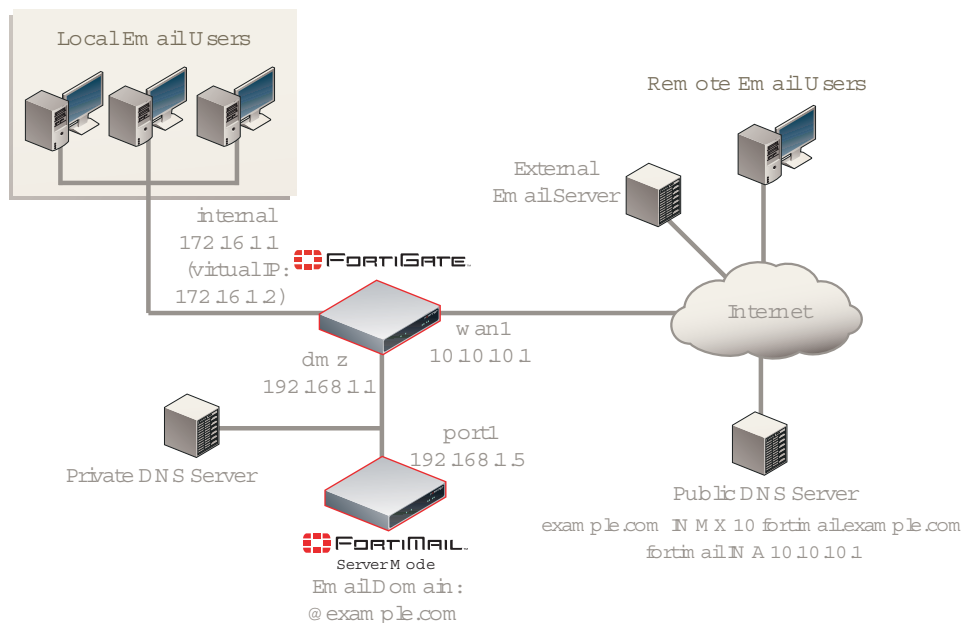 Local Email Users
Remote Email Users
External
Email Server
internal
172.16.1.1
(virtual IP:
172.16.1.2)
FORTIGATE
Internet
wan1
10.10.10.1
dmz
192.168.1.1
port1
192.168.1.5
Private DNS Server
Public DNS Server
example.com IN MX 10 fortimail.example.com
fortimail IN A 10.10.10.1
FORTIMAIL
Server Mode
Email Domain:
@example.com